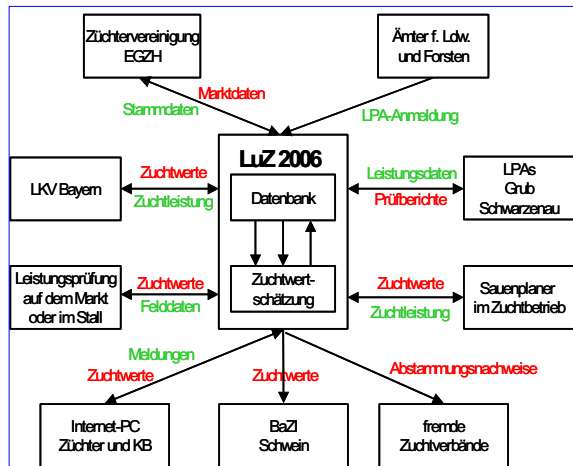 Züchtervereinigung
EGZH
Ämter f. Ldw.
und Forsten
Marktdaten
Stammdaten
LPA-Anmeldung
LuZ 2006
Datenbank
Zuchtwert-
schätzung
LKV Bayern
Zuchtwerte
Zuchtleistung
Leistungsdaten
Prüfberichte
LPAs
Grub
Schwarzenau
Leistungsprüfung
auf dem Markt
oder im Stall
Zuchtwerte
Felddaten
Zuchtwerte
Zuchtleistung
Sauenplaner
im Zuchtbetrieb
Meldungen
Zuchtwerte
Zuchtwerte
Abstammungsnachweise
Internet-PC
Züchter und KB
BaZI
Schwein
fremde
Zuchtverbände